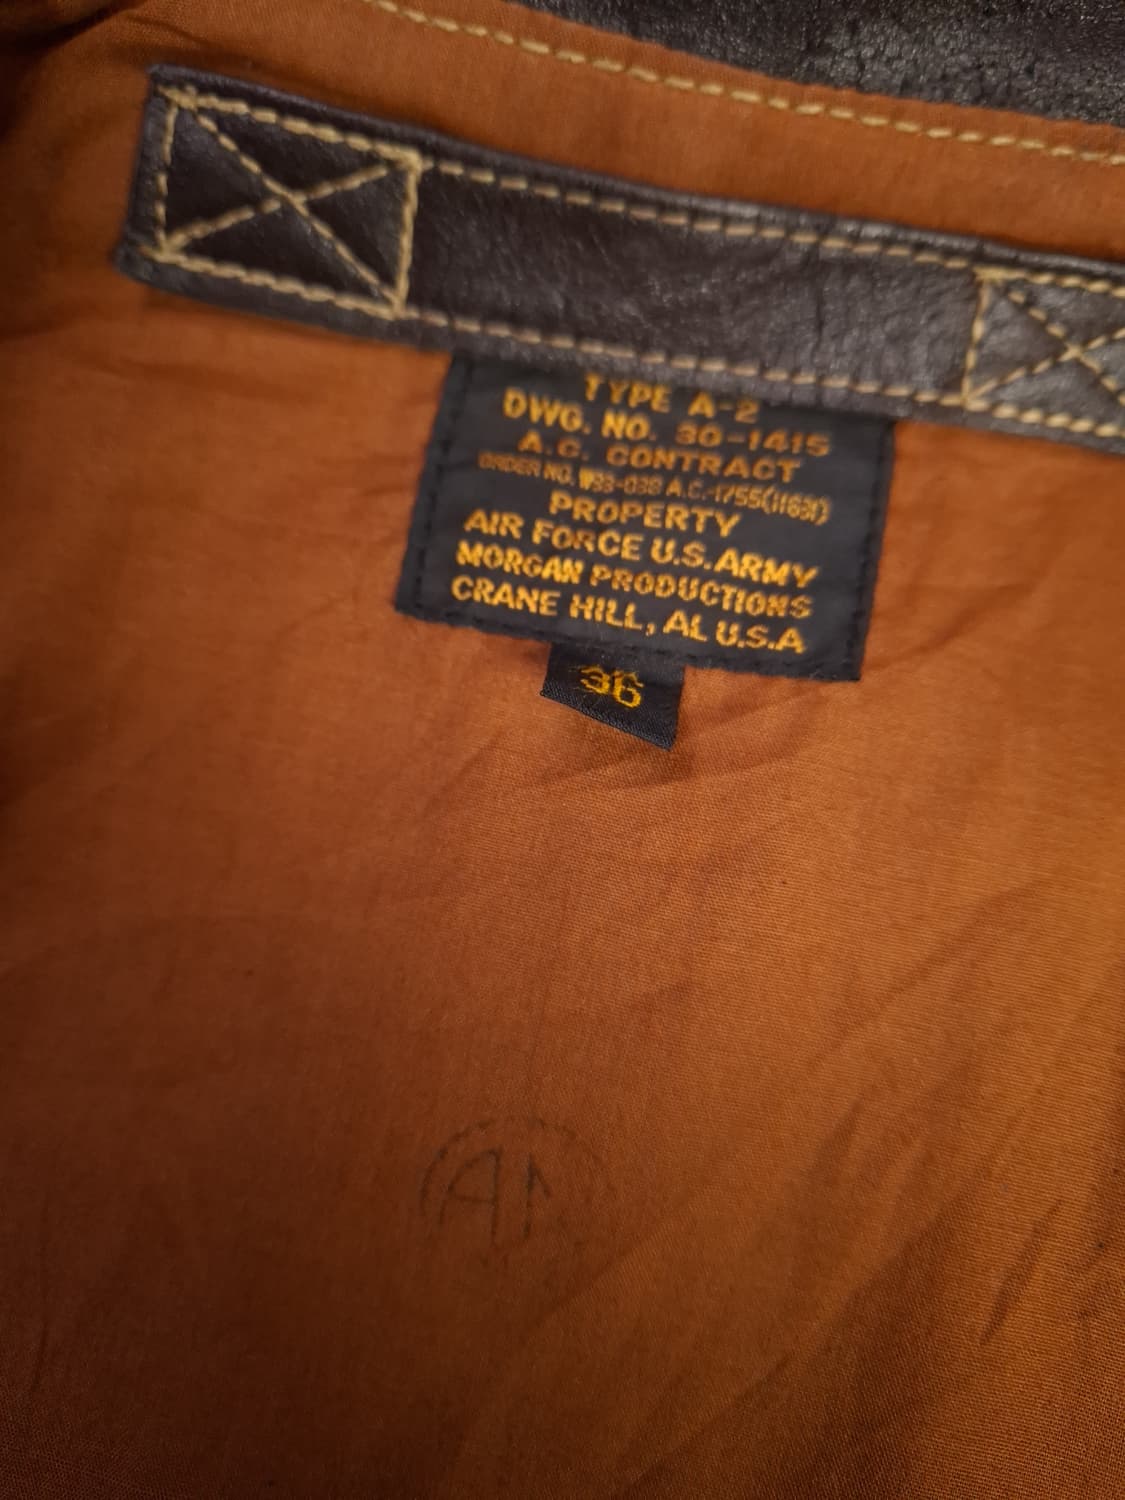 TYPE A-2
DWG. NO. 30-1415
A.C. CONTRACT
ORDER NO. W33-038 A.C.-1755(11631)
PROPERTY
AIR FORCE U.S. ARMY
MORGAN PRODUCTIONS
CRANE HILL, AL U.S.A
36